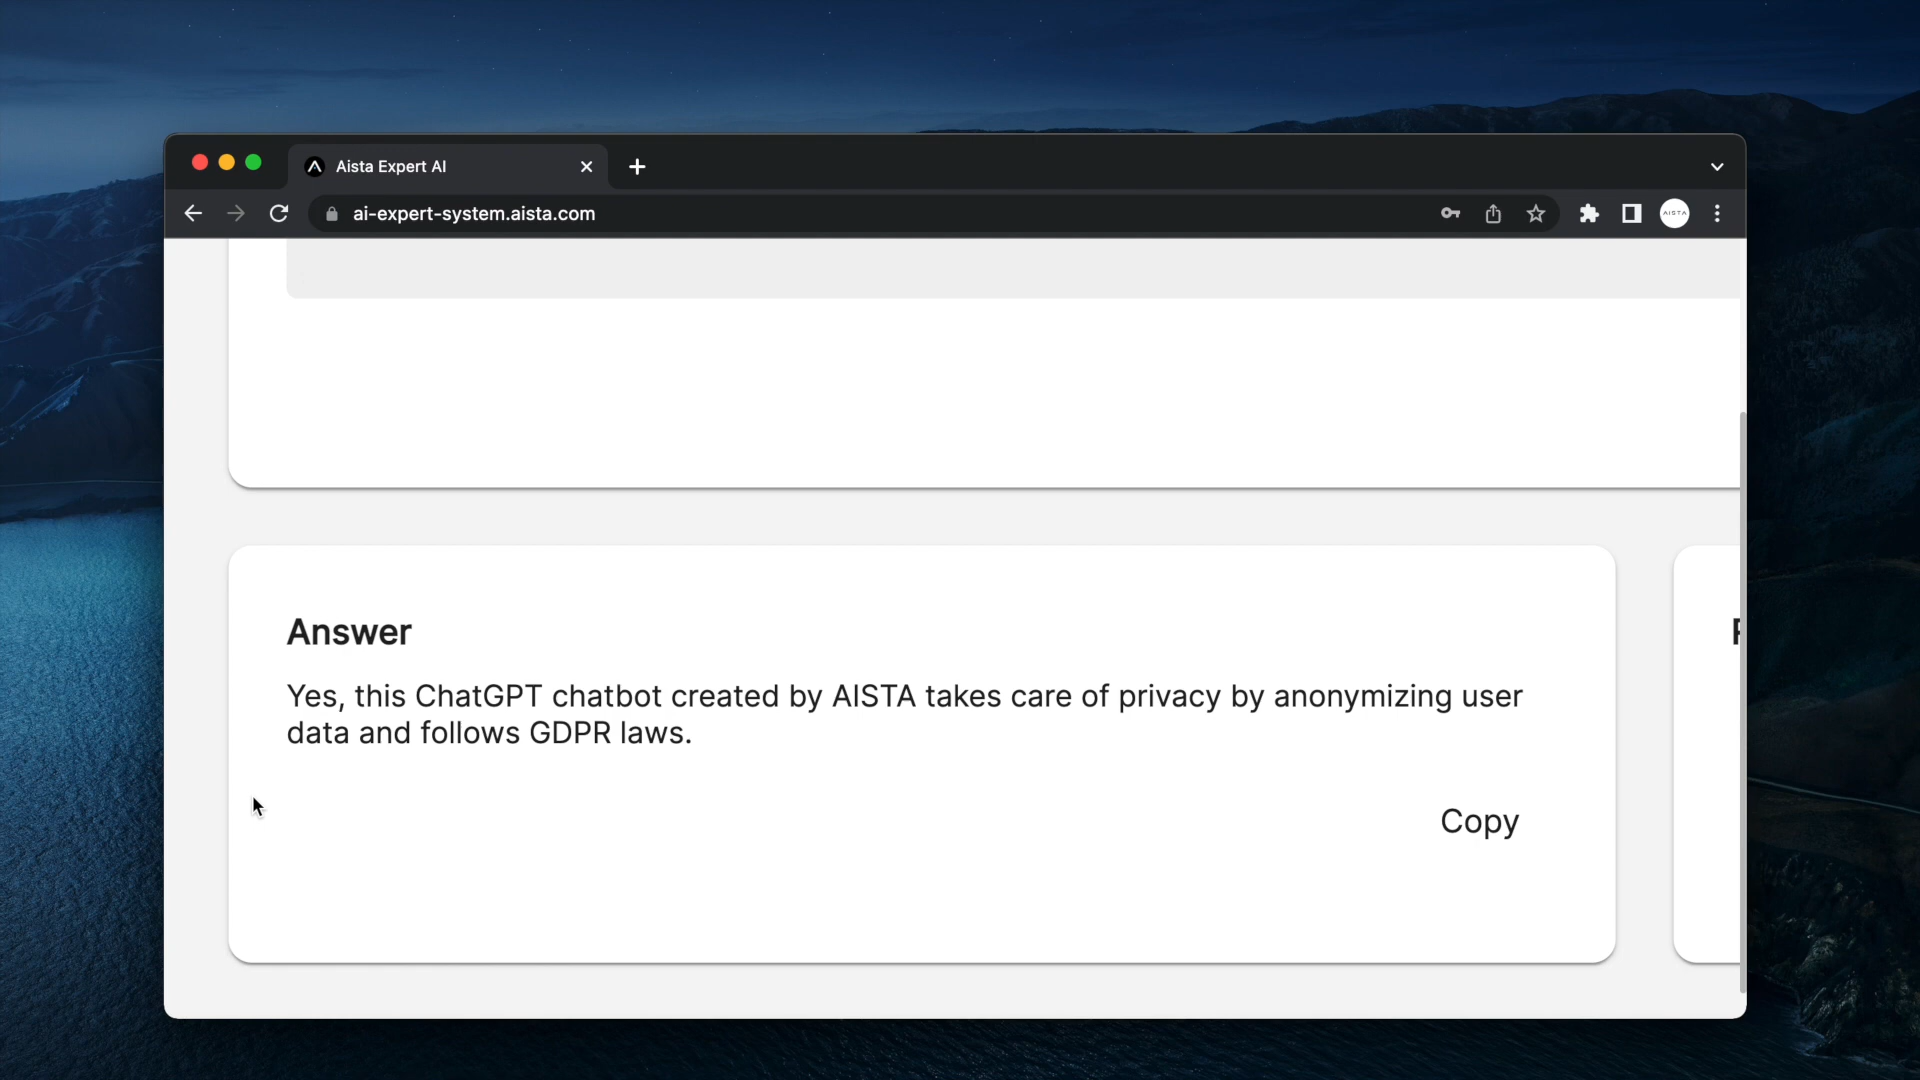 Aista Expert AI
ai-expert-system.aista.com
AISTA
Answer
Yes, this ChatGPT chatbot created by AISTA takes care of privacy by anonymizing user
data and follows GDPR laws.
Copy